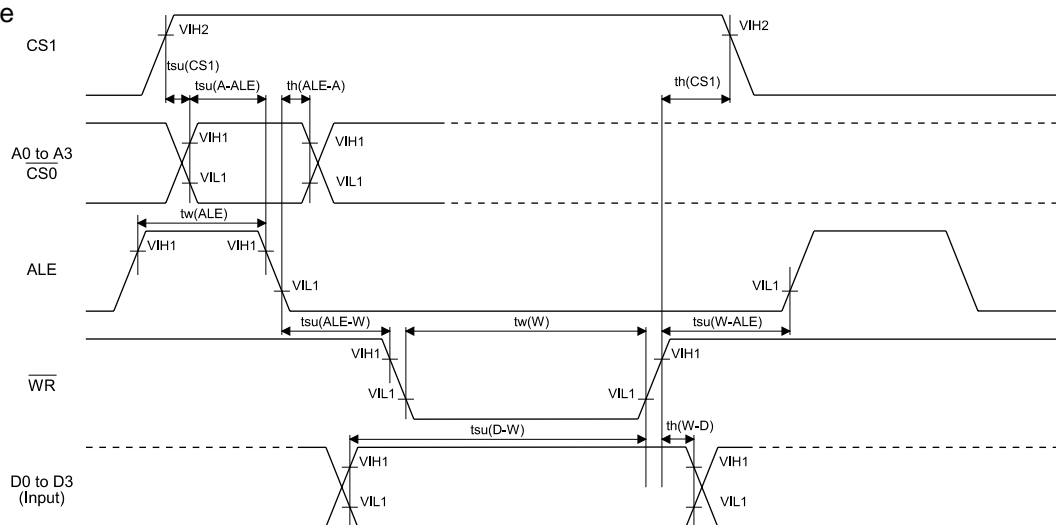 e
CS1
VIH2
VIH2
tsu(CS1)
tsu(A-ALE)
th(ALE-A)
th(CS1)
A0 to A3
CS0
VIH1
VIH1
VIL1
VIL1
tw(ALE)
ALE
VIH1
VIH1
VIL1
VIL1
tsu(ALE-W)
tw(W)
tsu(W-ALE)
WR
VIH1
VIH1
VIL1
VIL1
tsu(D-W)
th(W-D)
D0 to D3
(Input)
VIH1
VIH1
VIL1
VIL1